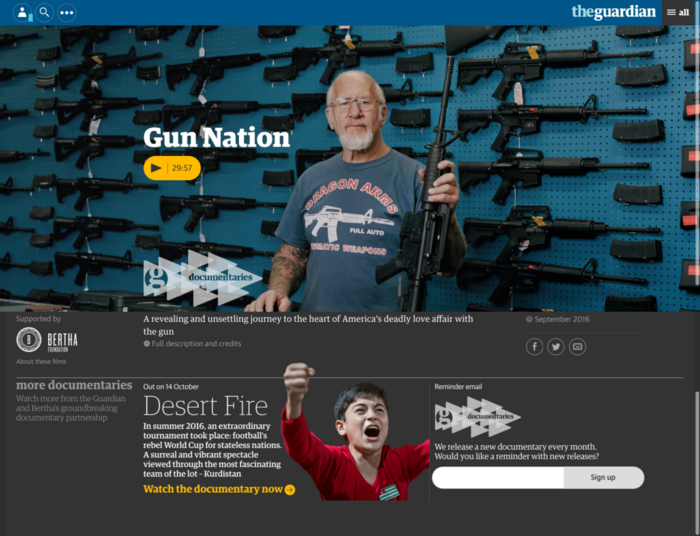 theguardian
all
Gun Nation
29:57
DRAGON ARMS
FULL AUTO
AUTOMATIC WEAPONS
g documentaries
Supported by
B BERTHA
FOUNDATION
About these films
A revealing and unsettling journey to the heart of America's deadly love affair with
the gun
Full description and credits
September 2016
more documentaries
Watch more from the Guardian
and Bertha's groundbreaking
documentary partnership
Out on 14 October
Desert Fire
In summer 2016, an extraordinary
tournament took place: football's
rebel World Cup for stateless nations.
A surreal and vibrant spectacle
viewed through the most fascinating
team of the lot – Kurdistan
Watch the documentary now
Reminder email
g documentaries
We release a new documentary every month.
Would you like a reminder with new releases?
Sign up